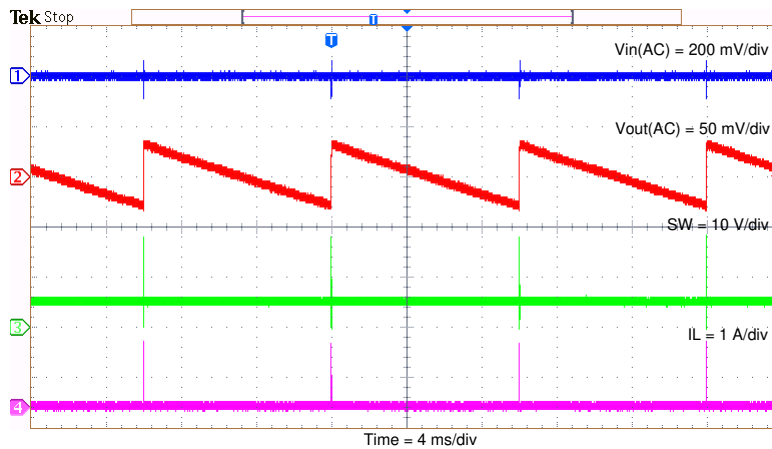 Tek Stop
T
T
1
Vin(AC) = 200 mV/div
Vout(AC) = 50 mV/div
2
SW = 10 V/div
3
IL = 1 A/div
4
Time = 4 ms/div